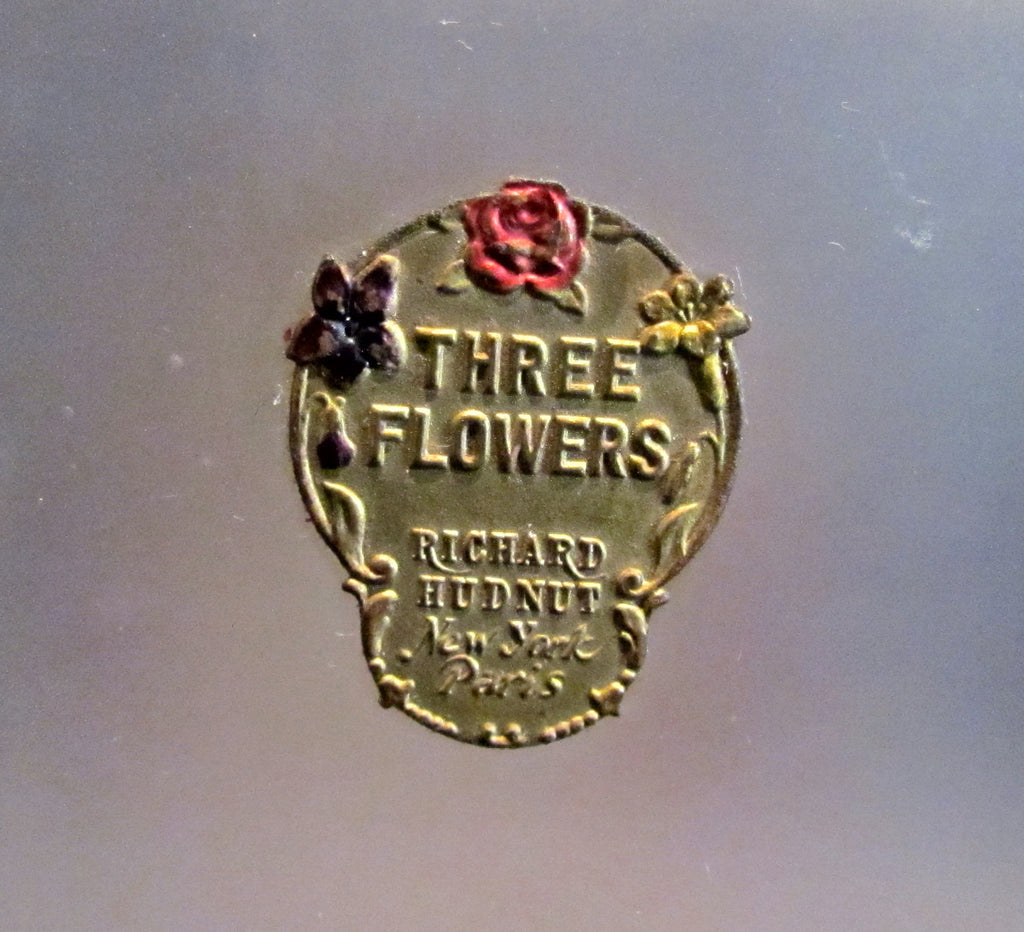 THREE
FLOWERS
RICHARD
HUDNUT
New York
Paris